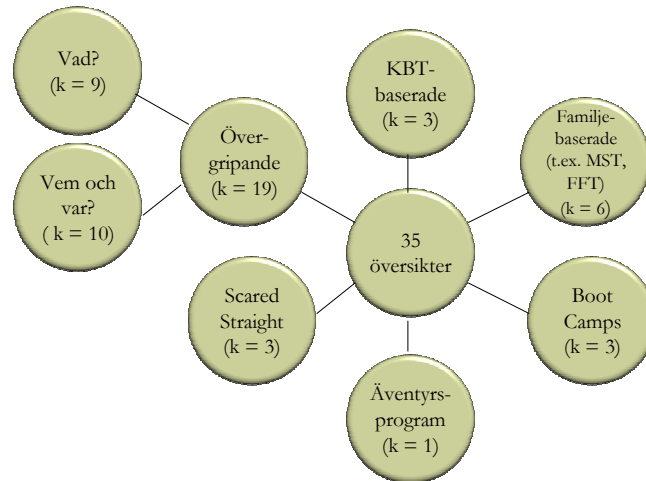 Vad?
(k = 9)
Vem och
var?
( k = 10)
Över-
gripande
(k = 19)
KBT-
baserade
(k = 3)
Familje-
baserade
(t.ex. MST,
FFT)
(k = 6)
35
översikter
Scared
Straight
(k = 3)
Boot
Camps
(k = 3)
Äventyrs-
program
(k = 1)